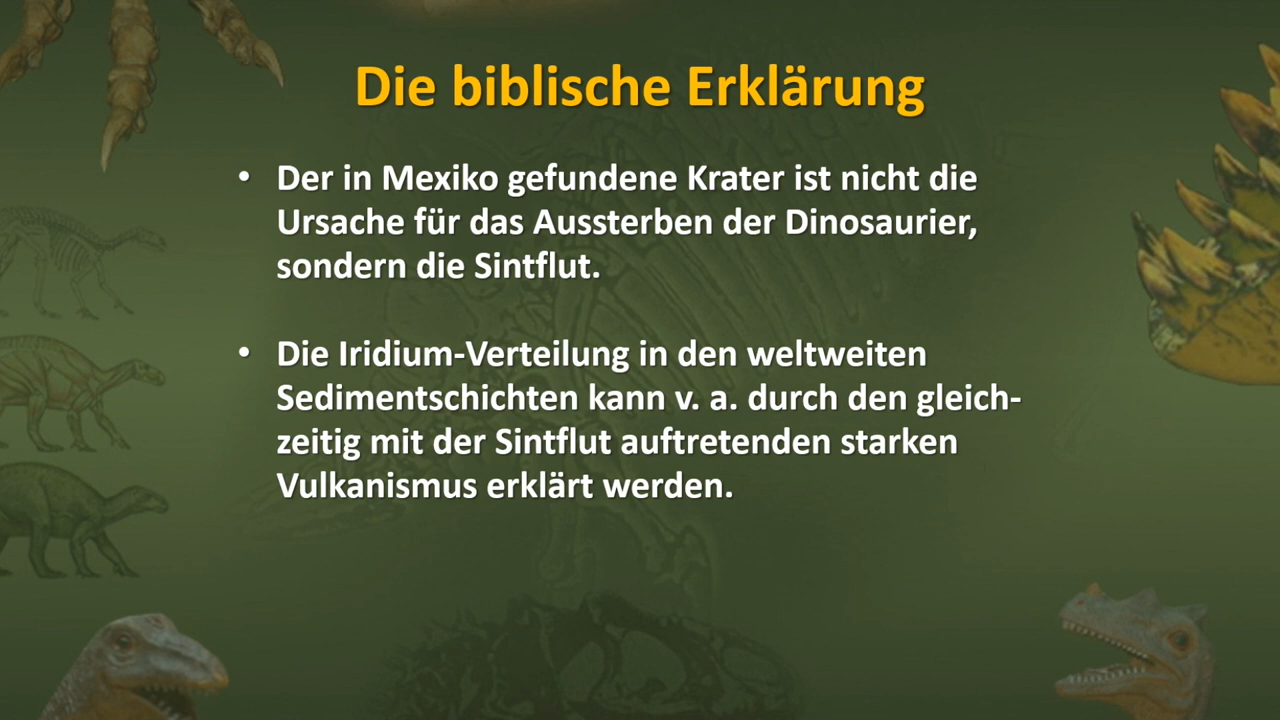 Die biblische Erklärung
• Der in Mexiko gefundene Krater ist nicht die
Ursache für das Aussterben der Dinosaurier,
sondern die Sintflut.
• Die Iridium-Verteilung in den weltweiten
Sedimentschichten kann v. a. durch den gleich-
zeitig mit der Sintflut auftretenden starken
Vulkanismus erklärt werden.